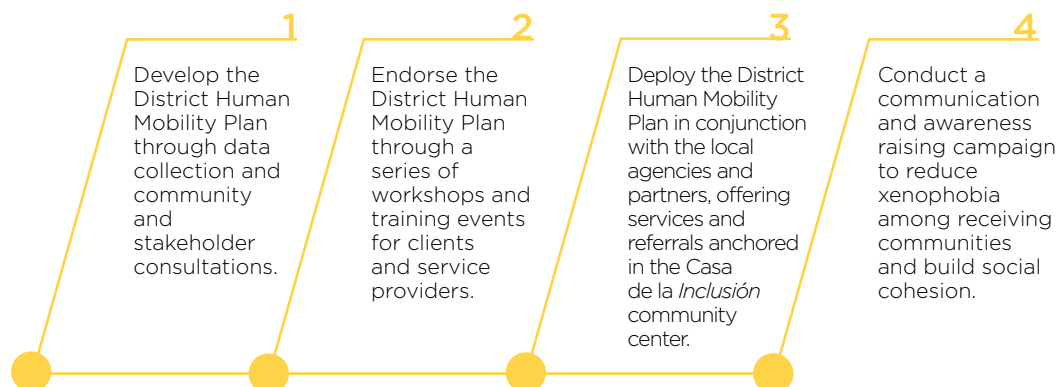 1
Develop the
District Human
Mobility Plan
through data
collection and
community
and
stakeholder
consultations.
2
Endorse the
District Human
Mobility Plan
through a
series of
workshops and
training events
for clients
and service
providers.
3
Deploy the District
Human Mobility
Plan in conjunction
with the local
agencies and
partners, offering
services and
referrals anchored
in the Casa
de la Inclusión
community
center.
4
Conduct a
communication
and awareness
raising campaign
to reduce
xenophobia
among receiving
communities
and build social
cohesion.